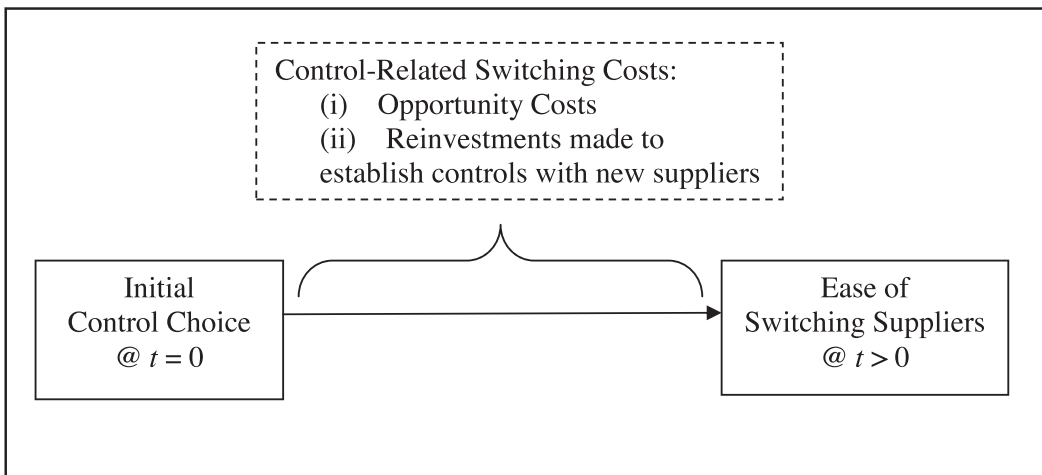 Control-Related Switching Costs:
(i) Opportunity Costs
(ii) Reinvestments made to
establish controls with new suppliers
Initial
Control Choice
@ t = 0
Ease of
Switching Suppliers
@ t > 0